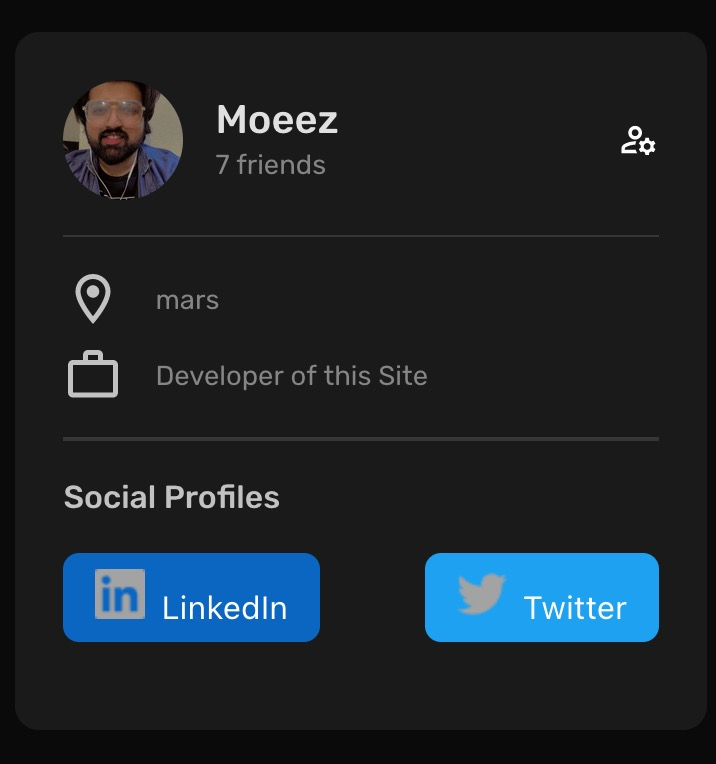 Moeez
7 friends
mars
Developer of this Site
Social Profiles
in LinkedIn
Twitter